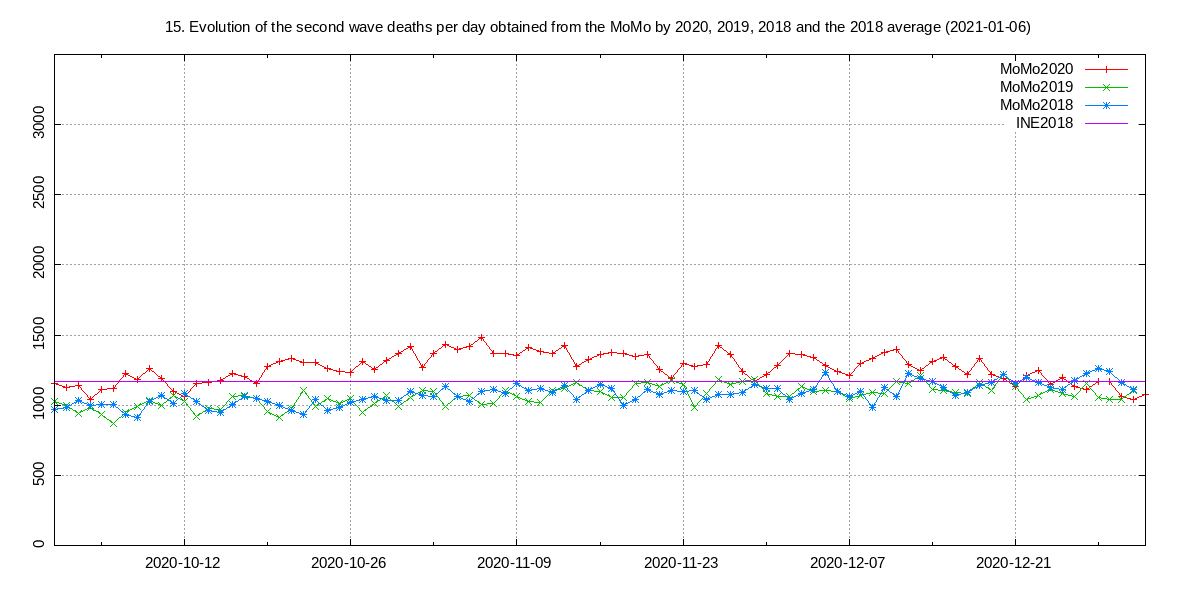 15. Evolution of the second wave deaths per day obtained from the MoMo by 2020, 2019, 2018 and the 2018 average (2021-01-06)
MoMo2020
MoMo2019
MoMo2018
INE2018
3000
2500
2000
1500
1000
500
0
2020-10-12 2020-10-26 2020-11-09 2020-11-23 2020-12-07 2020-12-21